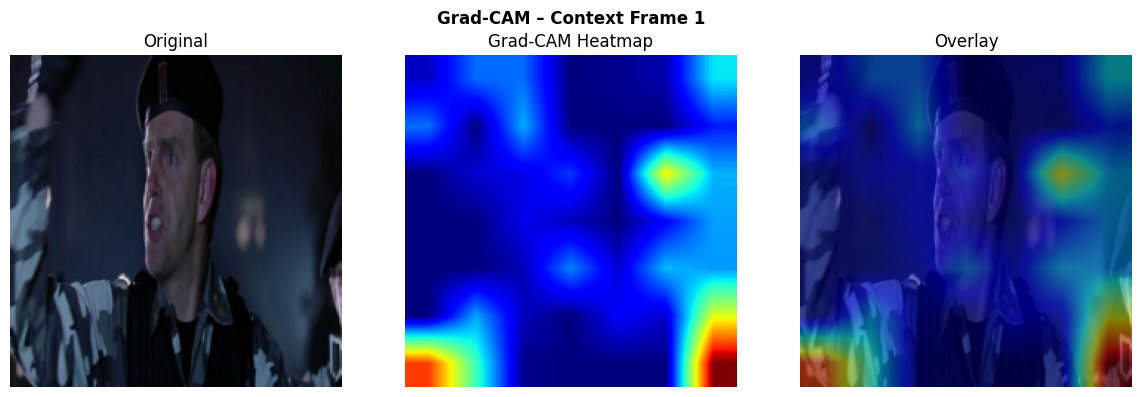 Grad-CAM – Context Frame 1
Original
Grad-CAM Heatmap
Overlay